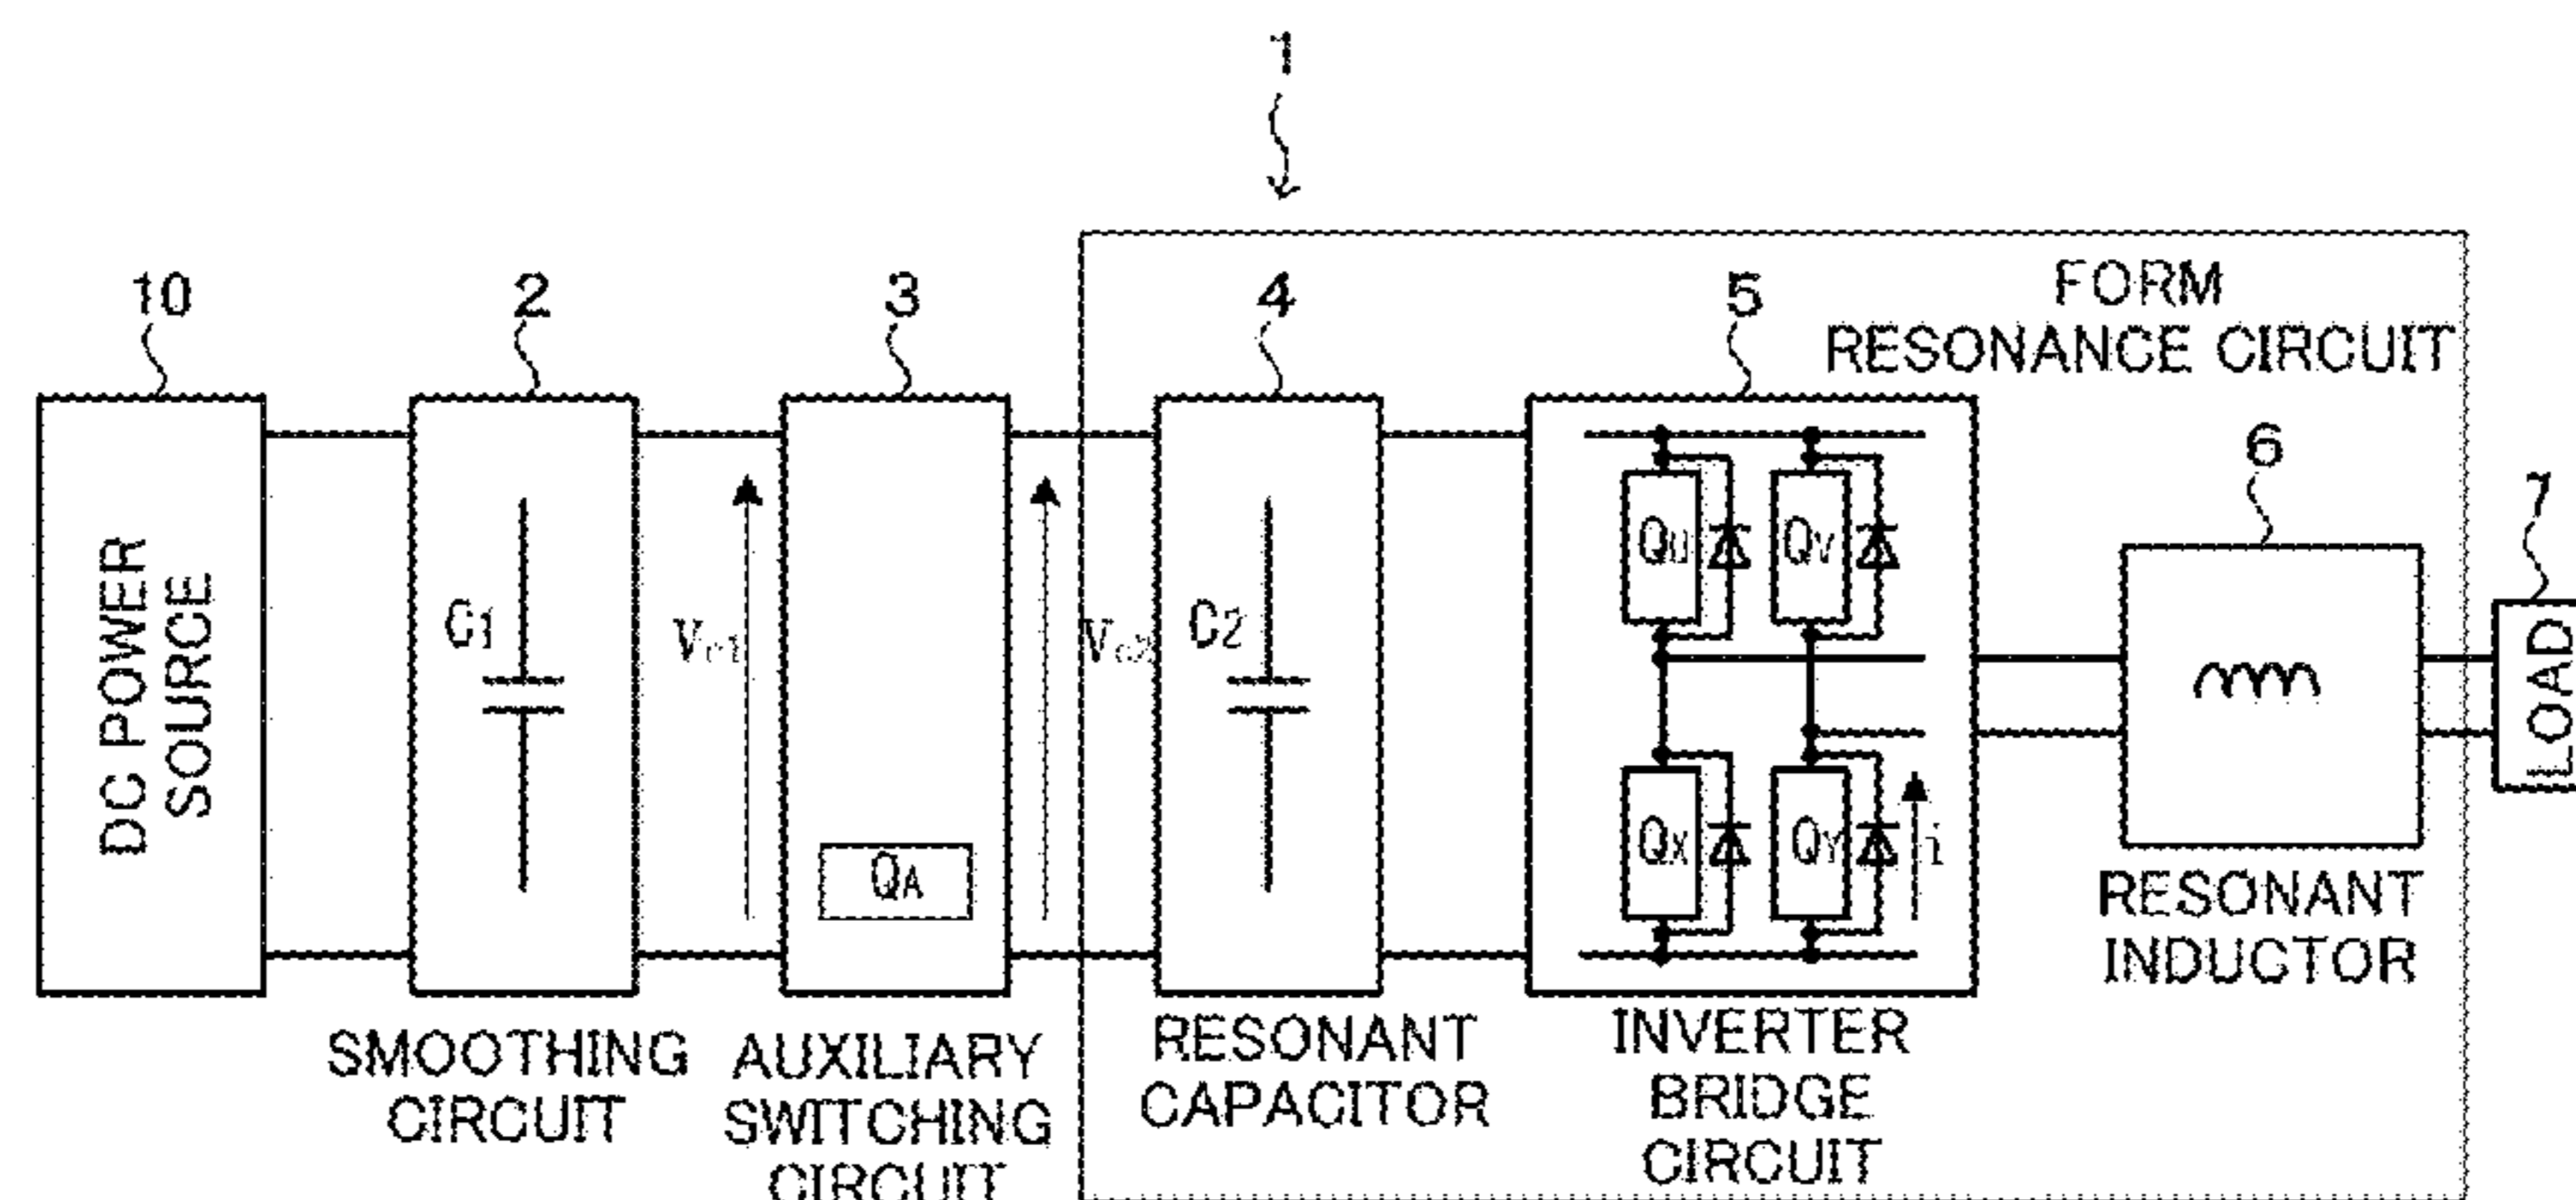 1
10
2
3
4
5
6
7
FORM
RESONANCE CIRCUIT
DC POWER
SOURCE
C1
Vc1
QA
Vc2
C2
QU
QV
QX
QY
i
LOAD
SMOOTHING
CIRCUIT
AUXILIARY
SWITCHING
CIRCUIT
RESONANT
CAPACITOR
INVERTER
BRIDGE
CIRCUIT
RESONANT
INDUCTOR